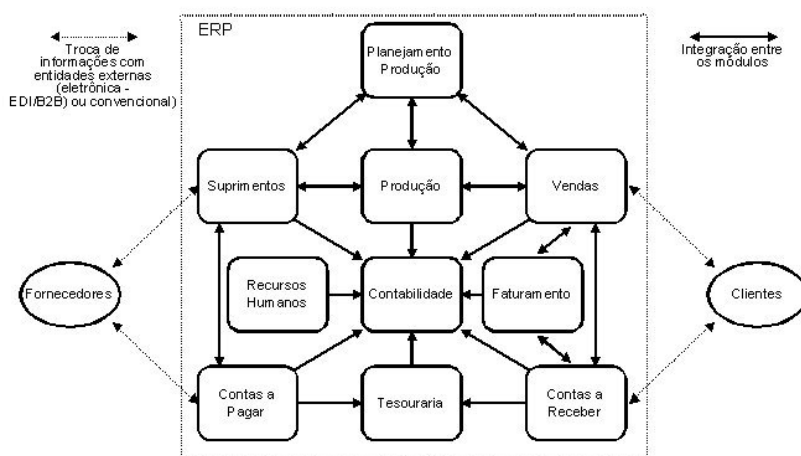 Troca de
informações com
entidades externas
(eletrônica -
EDI/B2B) ou convencional)
ERP
Integração entre
os módulos
Planejamento
Produção
Suprimentos
Produção
Vendas
Fornecedores
Recursos
Humanos
Contabilidade
Faturamento
Clientes
Contas a
Pagar
Tesouraria
Contas a
Receber